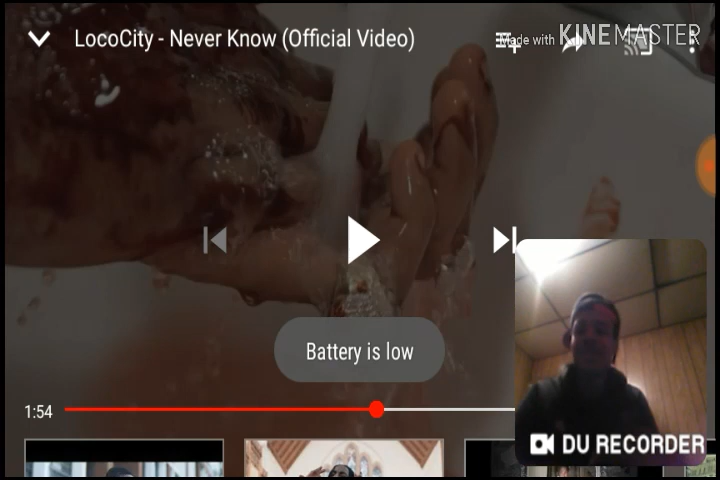 LocoCity - Never Know (Official Video)
Made with KINEMASTER
Battery is low
1:54
DU RECORDER